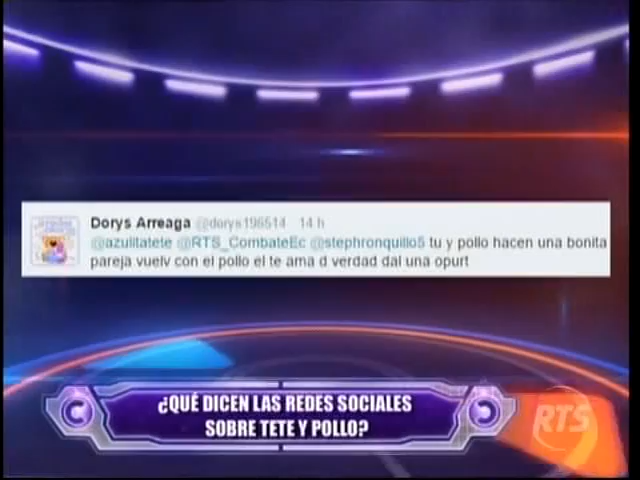 Dorys Arreaga @dorys196514 14 h
@azulitatete @RTS_CombateEc @stephronquillo5 tu y pollo hacen una bonita
pareja vuelv con el pollo el te ama d verdad dal una opurt
¿QUÉ DICEN LAS REDES SOCIALES
SOBRE TETE Y POLLO?
RTS